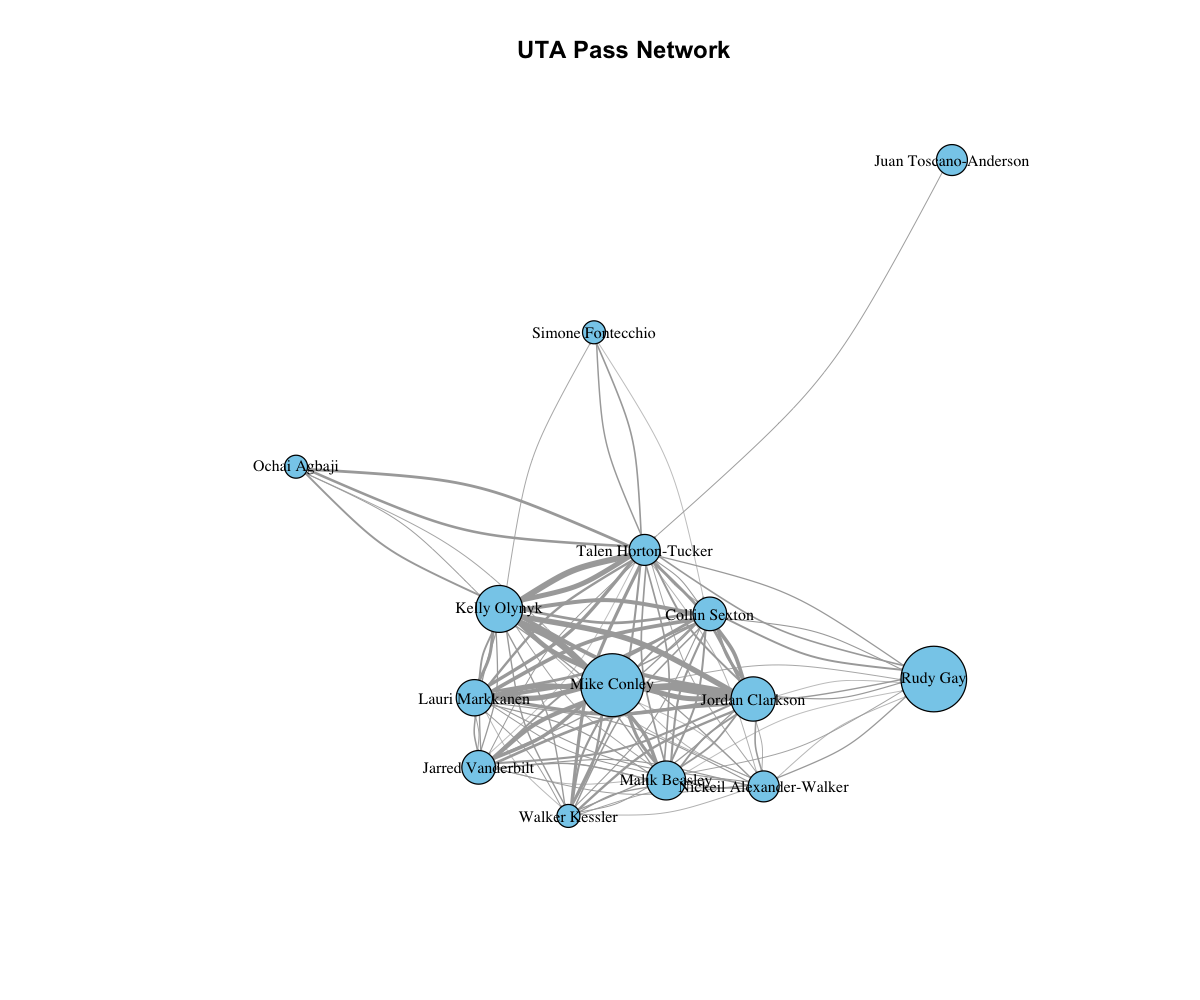 UTA Pass Network
Juan Toscano-Anderson
Simone Fontecchio
Ochai Agbaji
Talen Horton-Tucker
Kelly Olynyk
Collin Sexton
Mike Conley
Rudy Gay
Lauri Markkanen
Jordan Clarkson
Jarred Vanderbilt
Malik Beasley
Nickeil Alexander-Walker
Walker Kessler